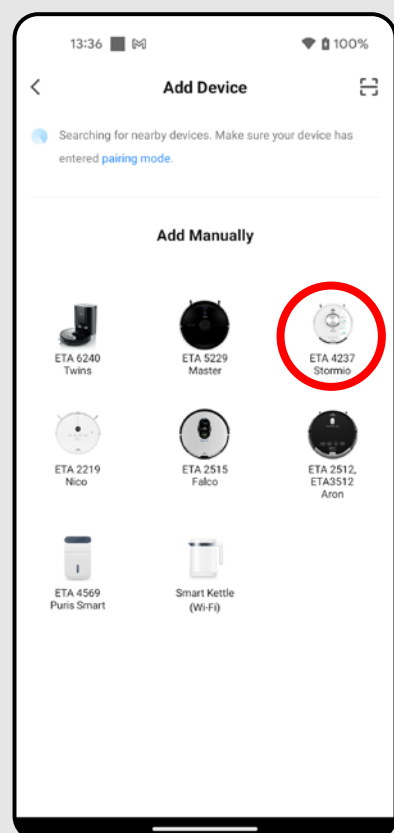 13:36 100%
Add Device
Searching for nearby devices. Make sure your device has
entered pairing mode.
Add Manually
ETA 6240
Twins
ETA 5229
Master
ETA 4237
Stormio
ETA 2219
Nico
ETA 2515
Falco
ETA 2512,
ETA3512
Aron
ETA 4569
Puris Smart
Smart Kettle
(Wi-Fi)